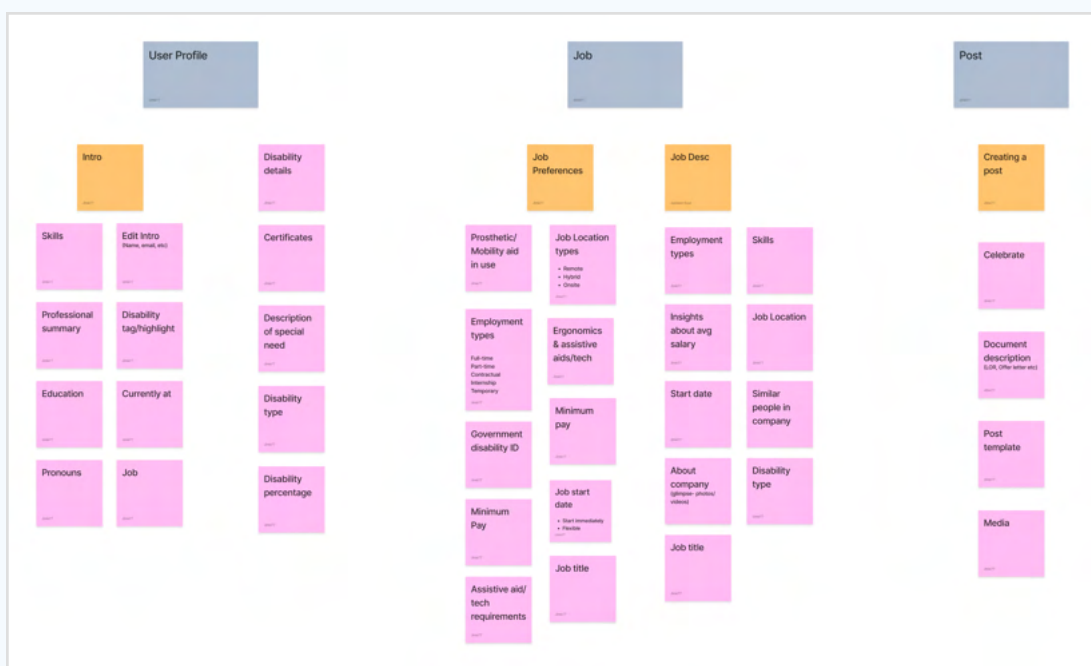 User Profile
Job
Post
Intro
Disability
details
Job
Preferences
Job Desc
Creating a
post
Skills
Edit Intro
(Name, email, etc)
Professional
summary
Disability
tag/highlight
Education
Currently at
Pronouns
Job
Certificates
Description
of special
need
Disability
type
Disability
percentage
Prosthetic/
Mobility aid
in use
Job Location
types
• Remote
• Hybrid
• Onsite
Employment
types
Full-time
Part-time
Contractual
Internship
Temporary
Ergonomics
& assistive
aids/tech
Government
disability ID
Minimum
pay
Minimum
Pay
Job start
date
• Start immediately
• Flexible
Assistive aid/
tech
requirements
Job title
Employment
types
Skills
Insights
about avg
salary
Job Location
Start date
Similar
people in
company
About
company
(glimpse- photos/
videos)
Disability
type
Job title
Celebrate
Document
description
(LOR, Offer letter etc)
Post
template
Media